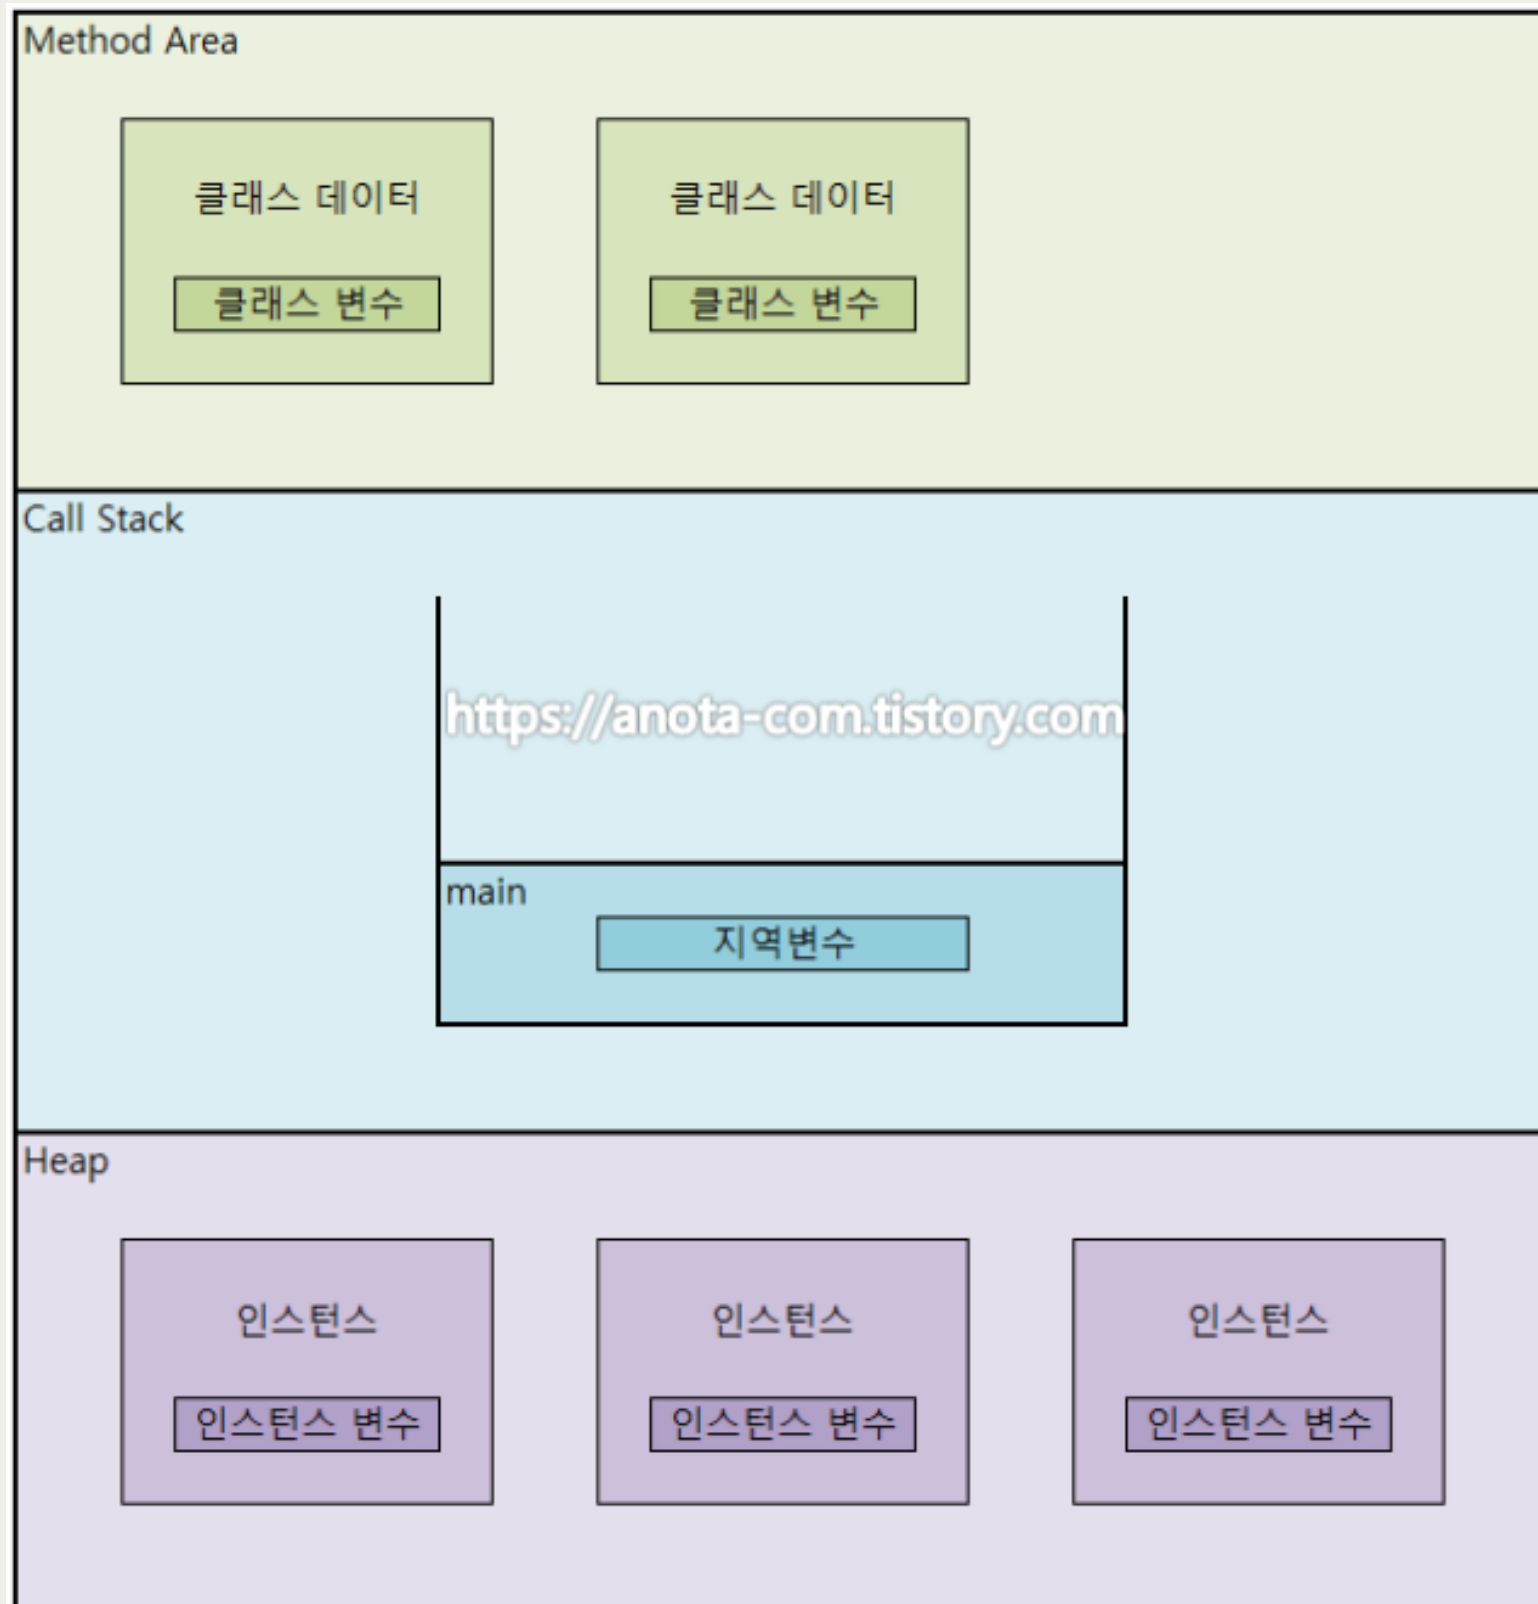 Method Area
클래스 데이터 클래스 데이터
클래스 변수 클래스 변수
Call Stack
https://anota-com.tistory.com
main
지역변수
Heap
인스턴스 인스턴스 인스턴스
인스턴스 변수 인스턴스 변수 인스턴스 변수